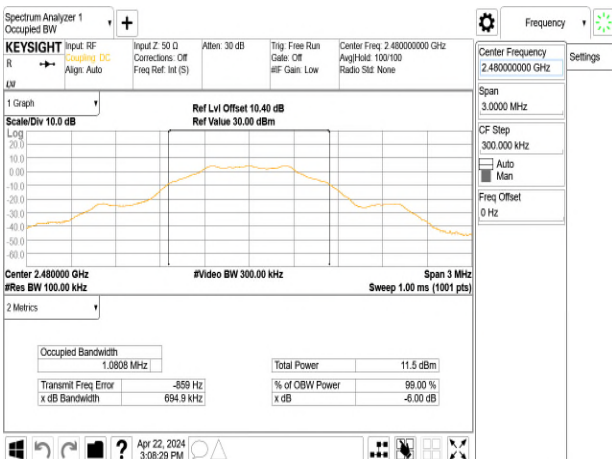 Spectrum Analyzer 1
Occupied BW
+
Frequency
KEYSIGHT
R
Input: RF
Coupling: DC
Align: Auto
Input Z: 50 Ω
Corrections: Off
Freq Ref: Int (S)
Atten: 30 dB
Trig: Free Run
Gate: Off
#IF Gain: Low
Center Freq: 2.480000000 GHz
Avg|Hold: 100/100
Radio Std: None
Center Frequency
2.480000000 GHz
Settings
Span
3.0000 MHz
CF Step
300.000 kHz
Auto
Man
Freq Offset
0 Hz
1 Graph
Scale/Div 10.0 dB
Ref Lvl Offset 10.40 dB
Ref Value 30.00 dBm
Log
20.0
10.0
0.00
-10.0
-20.0
-30.0
-40.0
-50.0
-60.0
Center 2.480000 GHz
#Video BW 300.00 kHz
Span 3 MHz
#Res BW 100.00 kHz
Sweep 1.00 ms (1001 pts)
2 Metrics
Occupied Bandwidth
1.0808 MHz
Total Power 11.5 dBm
Transmit Freq Error -859 Hz
% of OBW Power 99.00 %
x dB Bandwidth 694.9 kHz
x dB -6.00 dB
?
Apr 22, 2024
3:08:29 PM